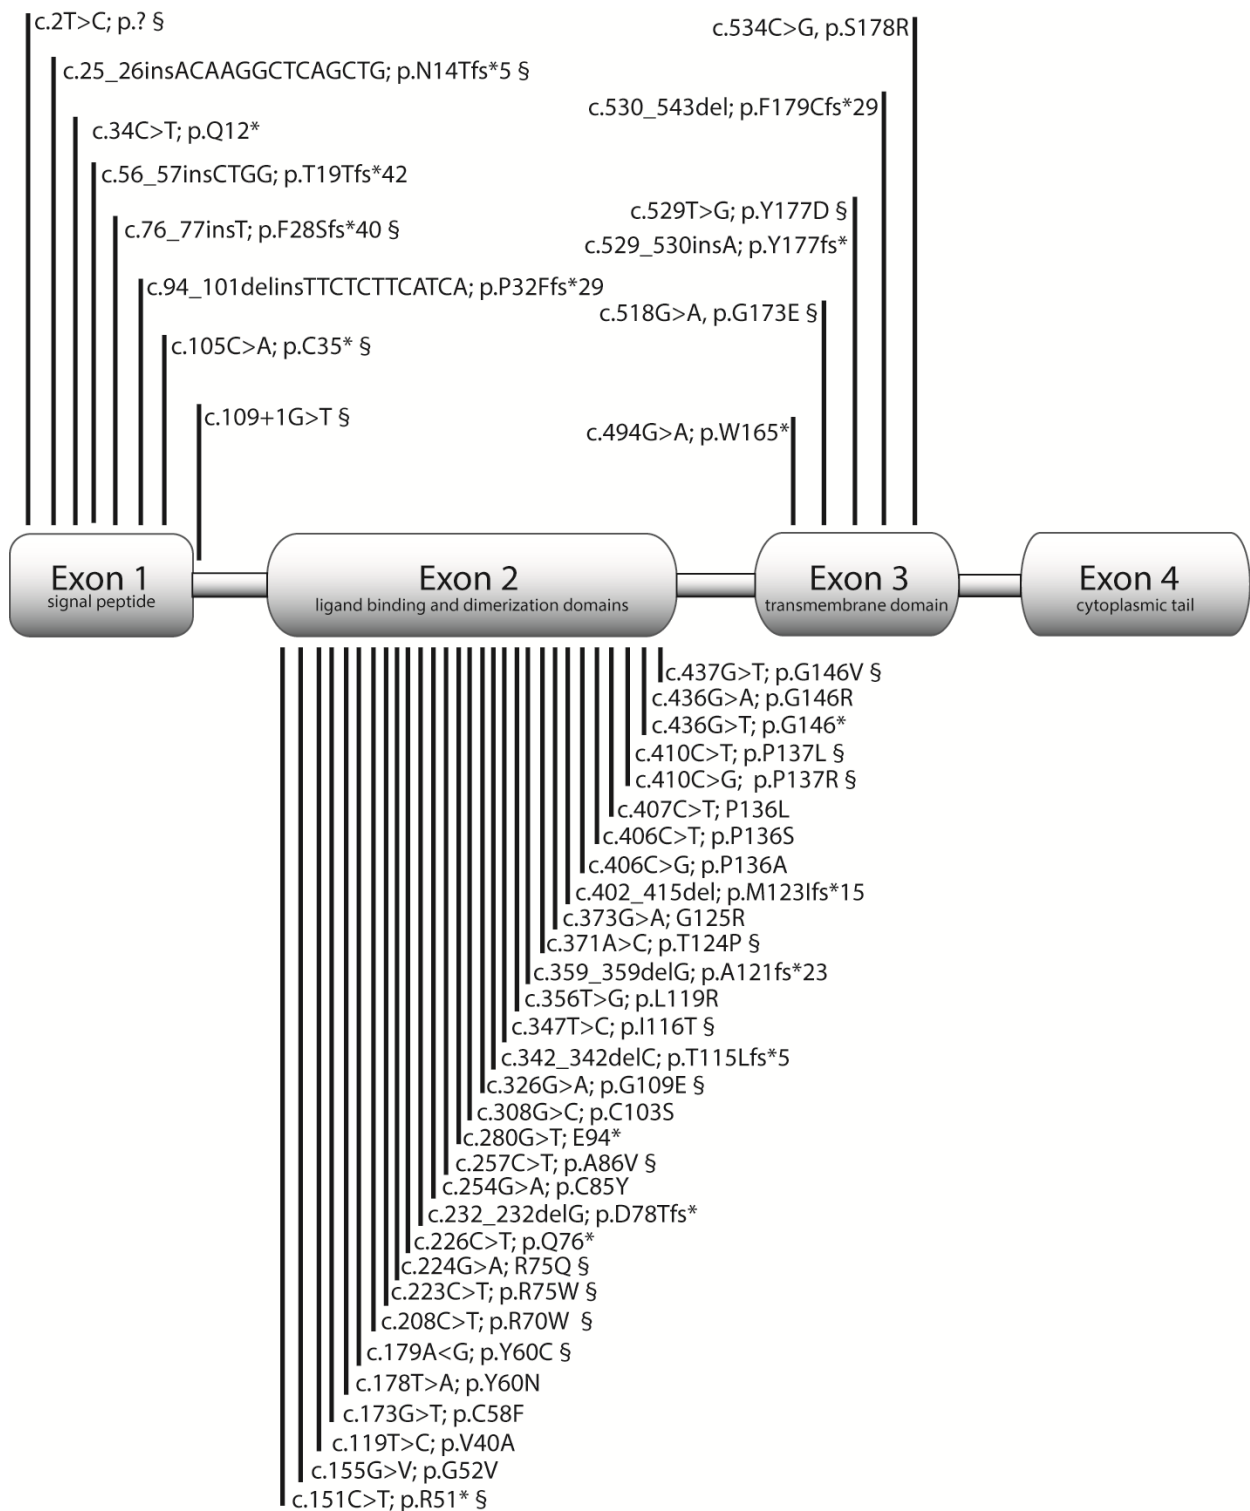 c.2T>C; p.? §
c.25_26insACAAGGCTCAGCTG; p.N14Tfs*5 §
c.34C>T; p.Q12*
c.56_57insCTGG; p.T19Tfs*42
c.76_77insT; p.F28Sfs*40 §
c.94_101delinsTTCTCTTCATCA; p.P32Ffs*29
c.105C>A; p.C35* §
c.109+1G>T §
c.534C>G, p.S178R
c.530_543del; p.F179Cfs*29
c.529T>G; p.Y177D §
c.529_530insA; p.Y177fs*
c.518G>A, p.G173E §
c.494G>A; p.W165*
Exon 1
signal peptide
Exon 2
ligand binding and dimerization domains
Exon 3
transmembrane domain
Exon 4
cytoplasmic tail
c.437G>T; p.G146V §
c.436G>A; p.G146R
c.436G>T; p.G146*
c.410C>T; p.P137L §
c.410C>G; p.P137R §
c.407C>T; P136L
c.406C>T; p.P136S
c.406C>G; p.P136A
c.402_415del; p.M123Ifs*15
c.373G>A; G125R
c.371A>C; p.T124P §
c.359_359delG; p.A121fs*23
c.356T>G; p.L119R
c.347T>C; p.I116T §
c.342_342delC; p.T115Lfs*5
c.326G>A; p.G109E §
c.308G>C; p.C103S
c.280G>T; E94*
c.257C>T; p.A86V §
c.254G>A; p.C85Y
c.232_232delG; p.D78Tfs*
c.226C>T; p.Q76*
c.224G>A; R75Q §
c.223C>T; p.R75W §
c.208C>T; p.R70W §
c.179A<G; p.Y60C §
c.178T>A; p.Y60N
c.173G>T; p.C58F
c.119T>C; p.V40A
c.155G>V; p.G52V
c.151C>T; p.R51* §